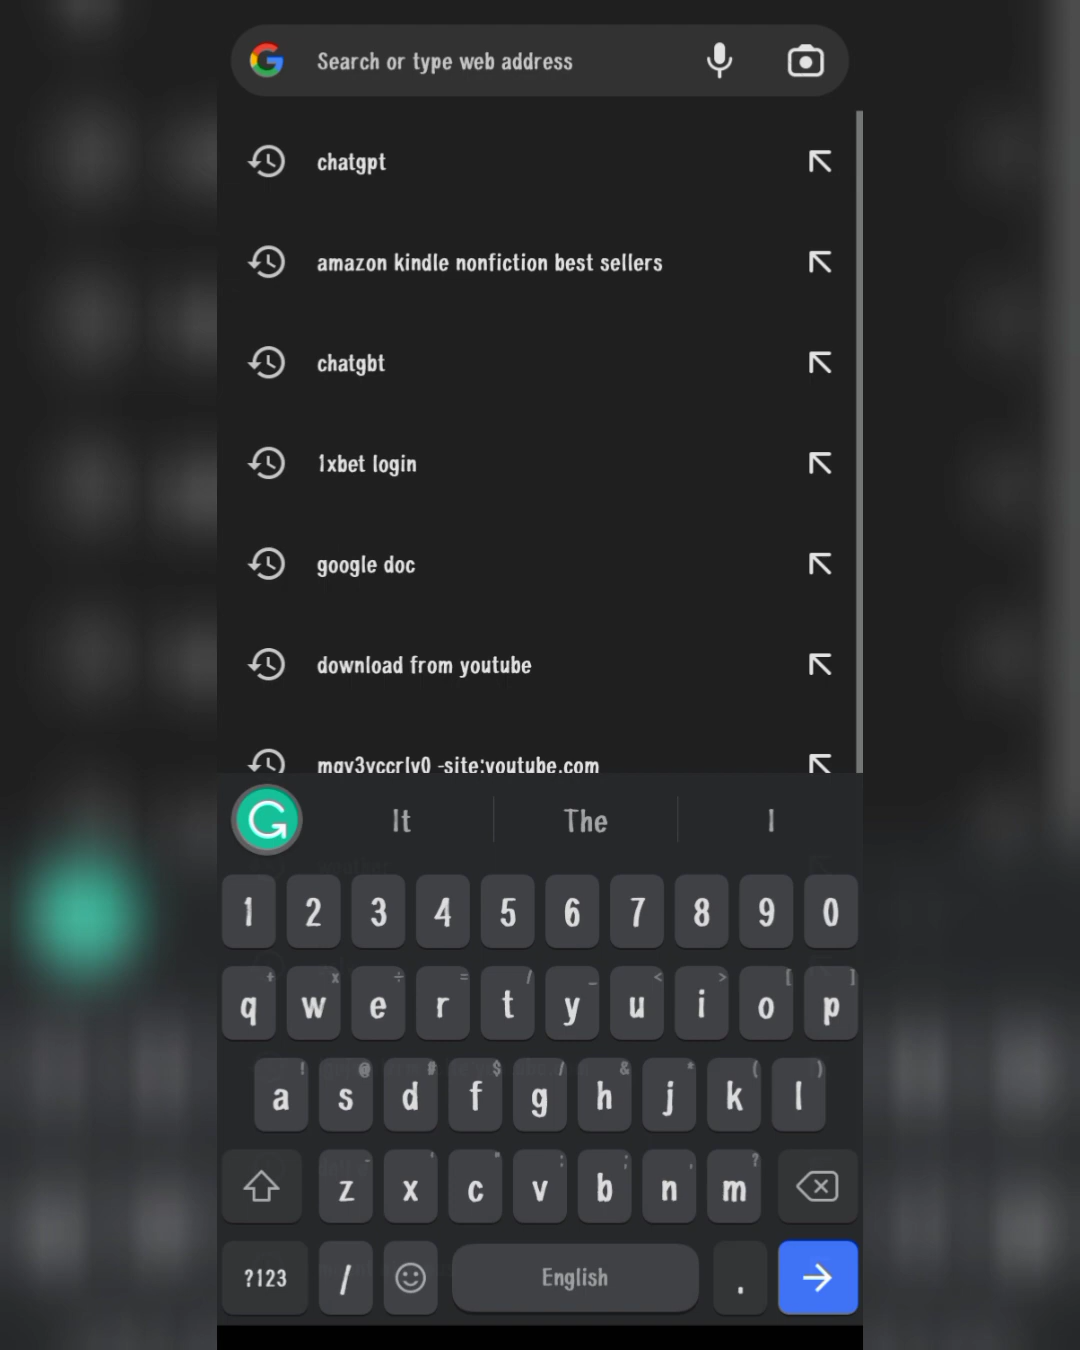 Search or type web address
chatgpt
amazon kindle nonfiction best sellers
chatgbt
1xbet login
google doc
download from youtube
mqv3vccrlv0 -site:youtube.com
It The I
1 2 3 4 5 6 7 8 9 0
q w e r t y u i o p
a s d f g h j k l
z x c v b n m
?123 / English .